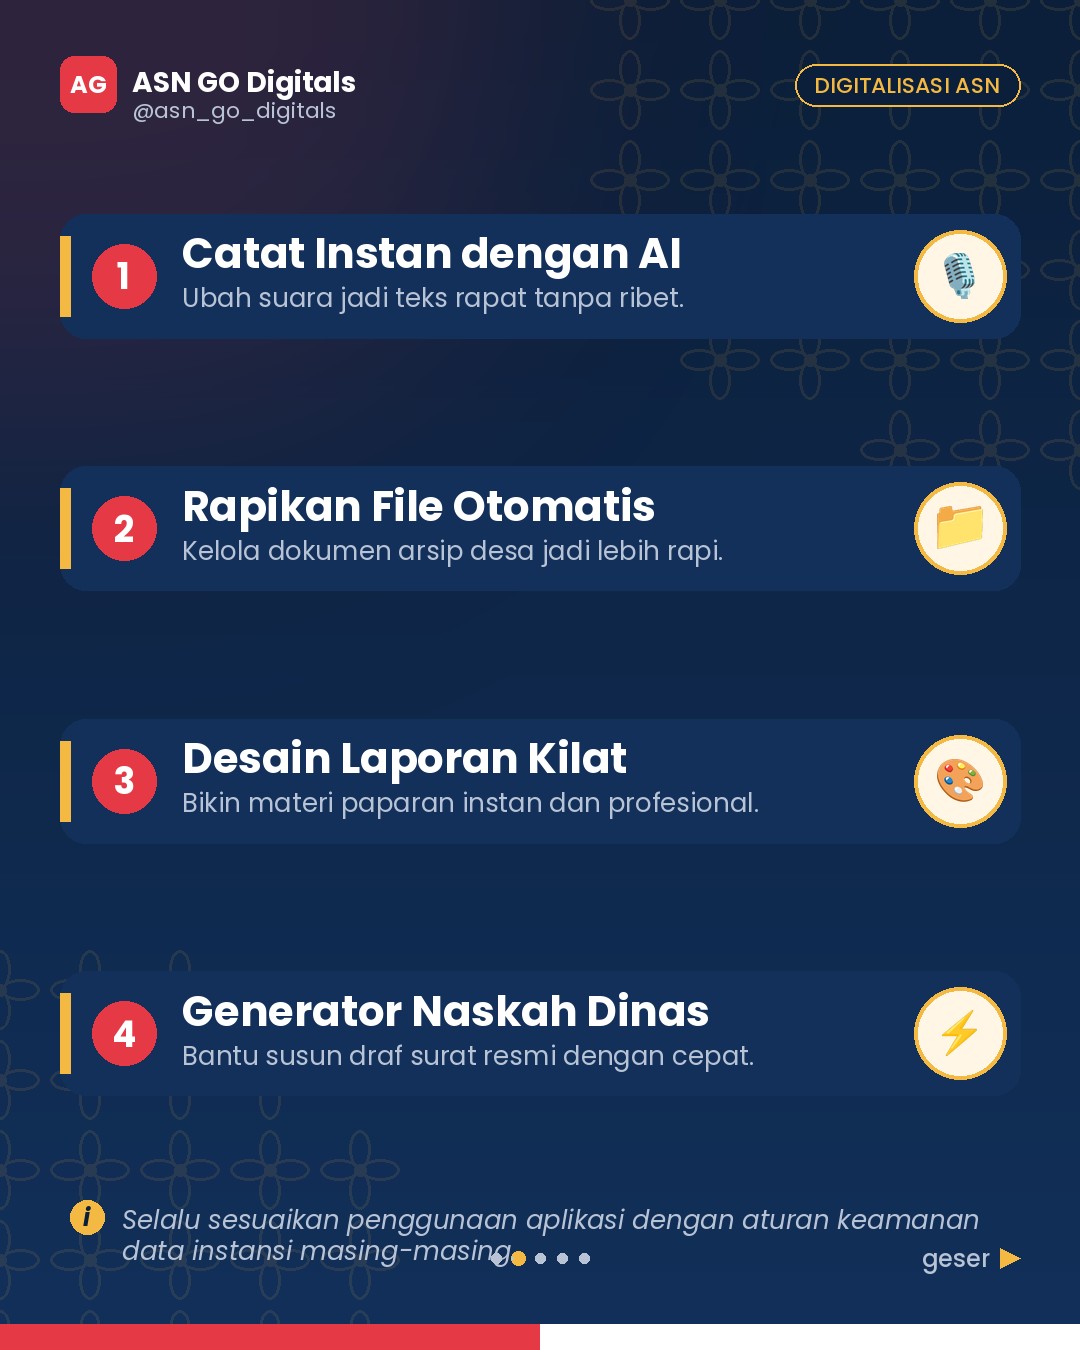 AG
ASN GO Digitals
@asn_go_digitals
DIGITALISASI ASN
1
Catat Instan dengan AI
Ubah suara jadi teks rapat tanpa ribet.
2
Rapikan File Otomatis
Kelola dokumen arsip desa jadi lebih rapi.
3
Desain Laporan Kilat
Bikin materi paparan instan dan profesional.
4
Generator Naskah Dinas
Bantu susun draf surat resmi dengan cepat.
i
Selalu sesuaikan penggunaan aplikasi dengan aturan keamanan
data instansi masing-masing.
geser